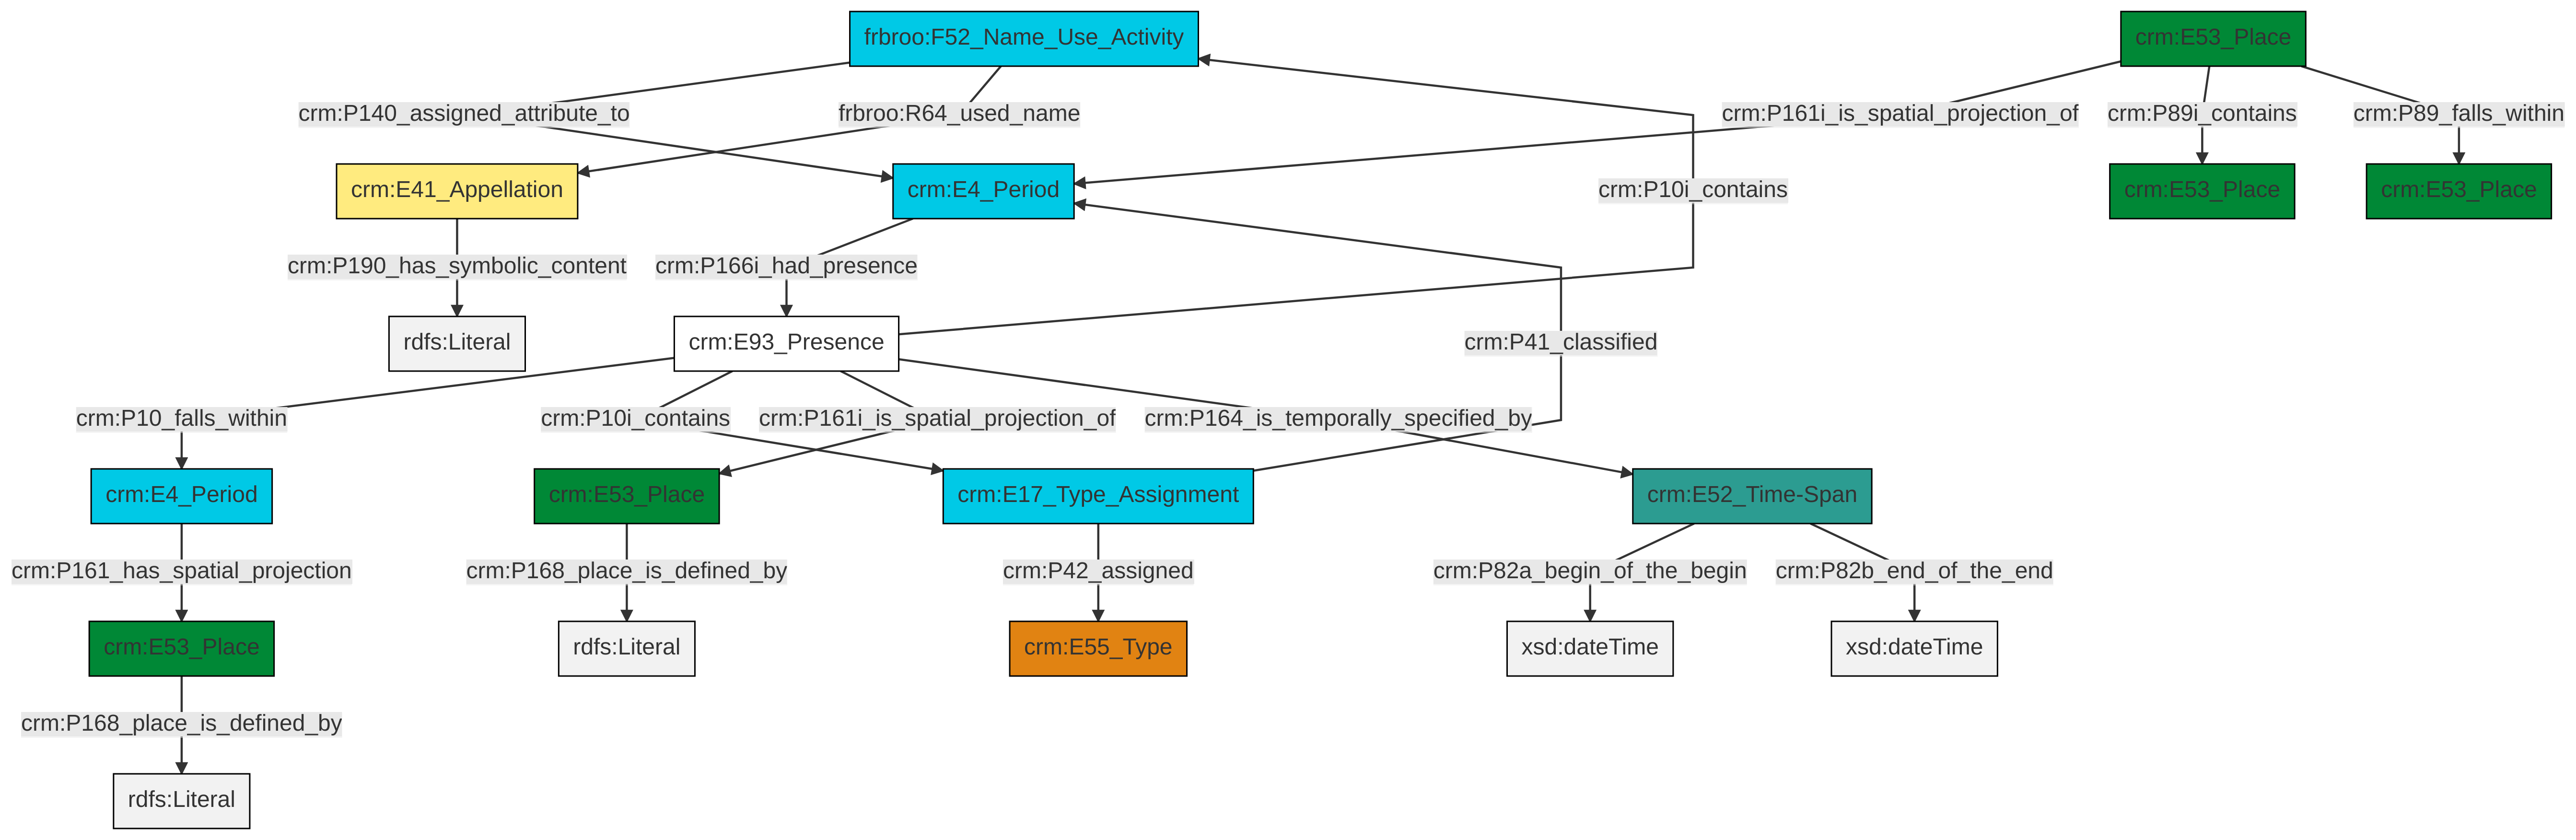 frbroo:F52_Name_Use_Activity
crm:E53_Place
crm:P140_assigned_attribute_to
frbroo:R64_used_name
crm:P161i_is_spatial_projection_of
crm:P89i_contains
crm:P89_falls_within
crm:E41_Appellation
crm:E4_Period
crm:P10i_contains
crm:E53_Place
crm:E53_Place
crm:P190_has_symbolic_content
crm:P166i_had_presence
rdfs:Literal
crm:E93_Presence
crm:P41_classified
crm:P10_falls_within
crm:P10i_contains
crm:P161i_is_spatial_projection_of
crm:P164_is_temporally_specified_by
crm:E4_Period
crm:E53_Place
crm:E17_Type_Assignment
crm:E52_Time-Span
crm:P161_has_spatial_projection
crm:P168_place_is_defined_by
crm:P42_assigned
crm:P82a_begin_of_the_begin
crm:P82b_end_of_the_end
crm:E53_Place
rdfs:Literal
crm:E55_Type
xsd:dateTime
xsd:dateTime
crm:P168_place_is_defined_by
rdfs:Literal